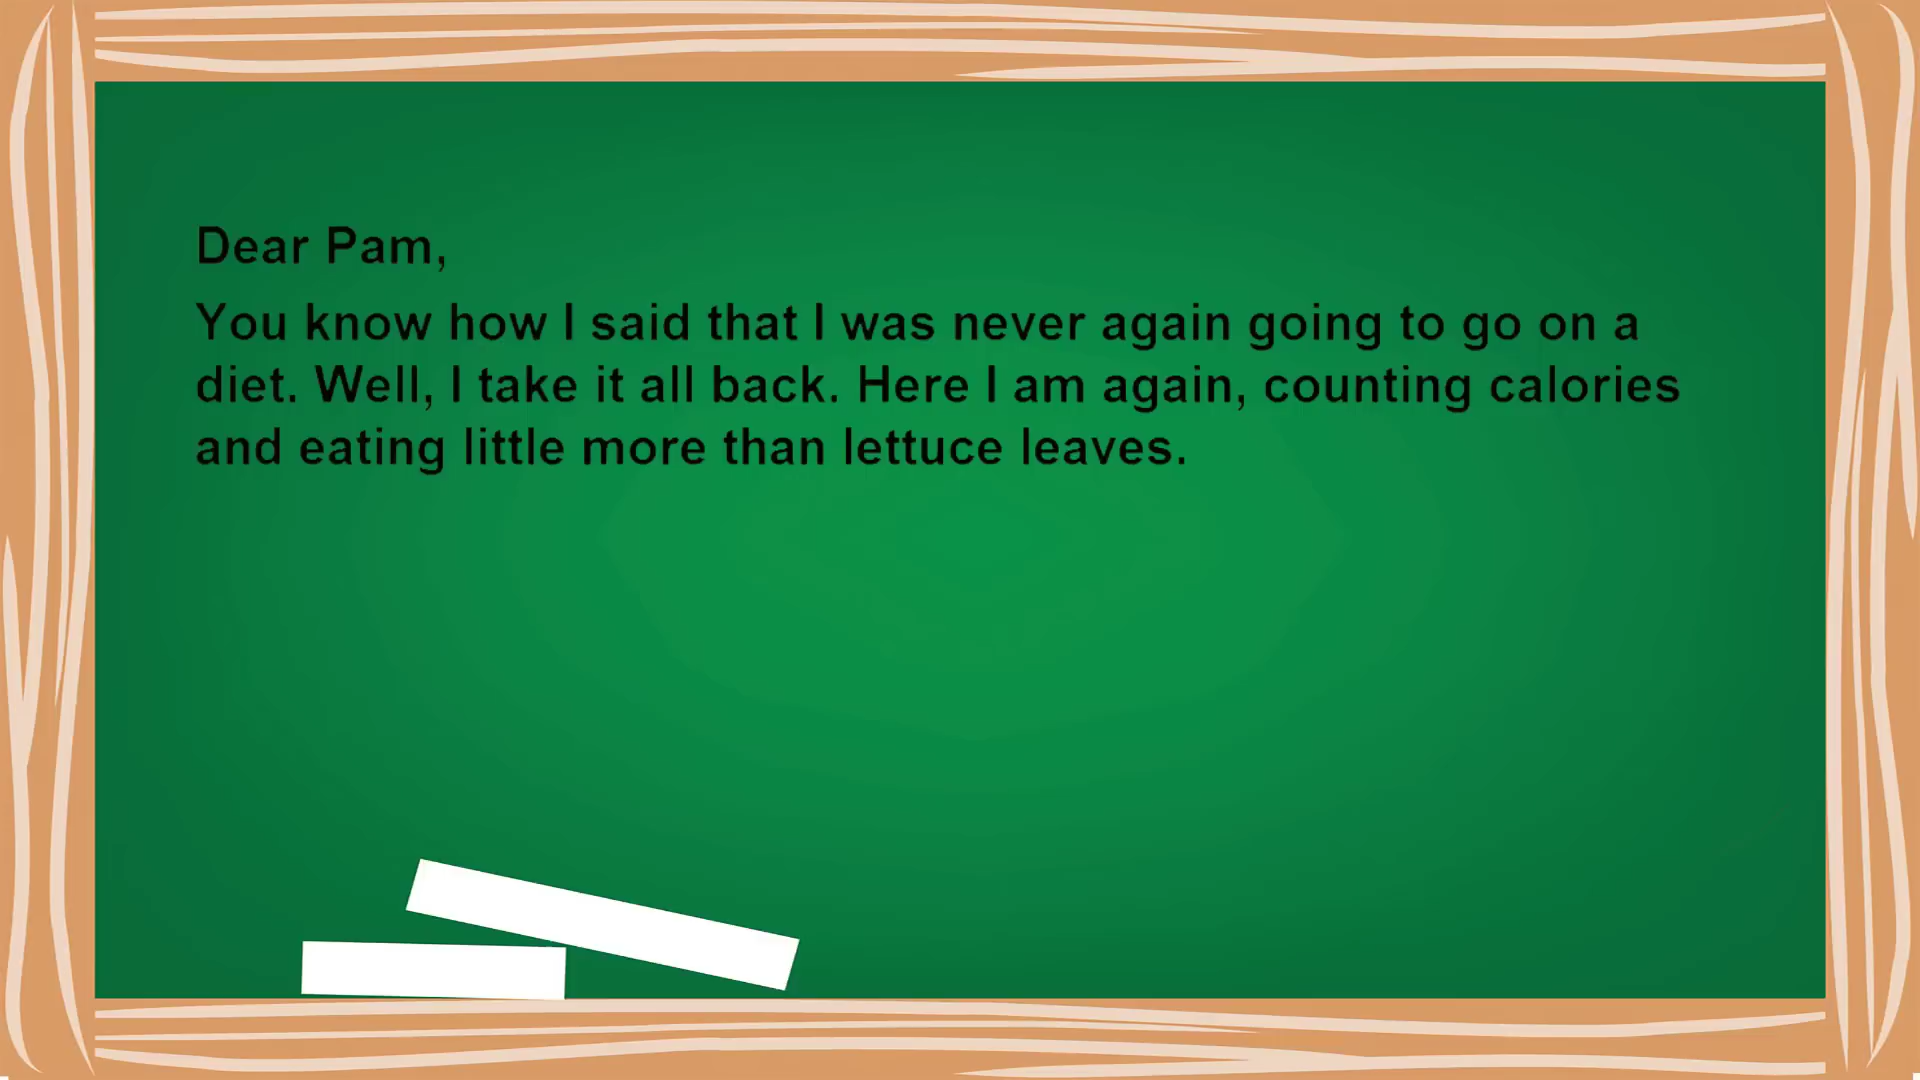 Dear Pam,
You know how I said that I was never again going to go on a
diet. Well, I take it all back. Here I am again, counting calories
and eating little more than lettuce leaves.